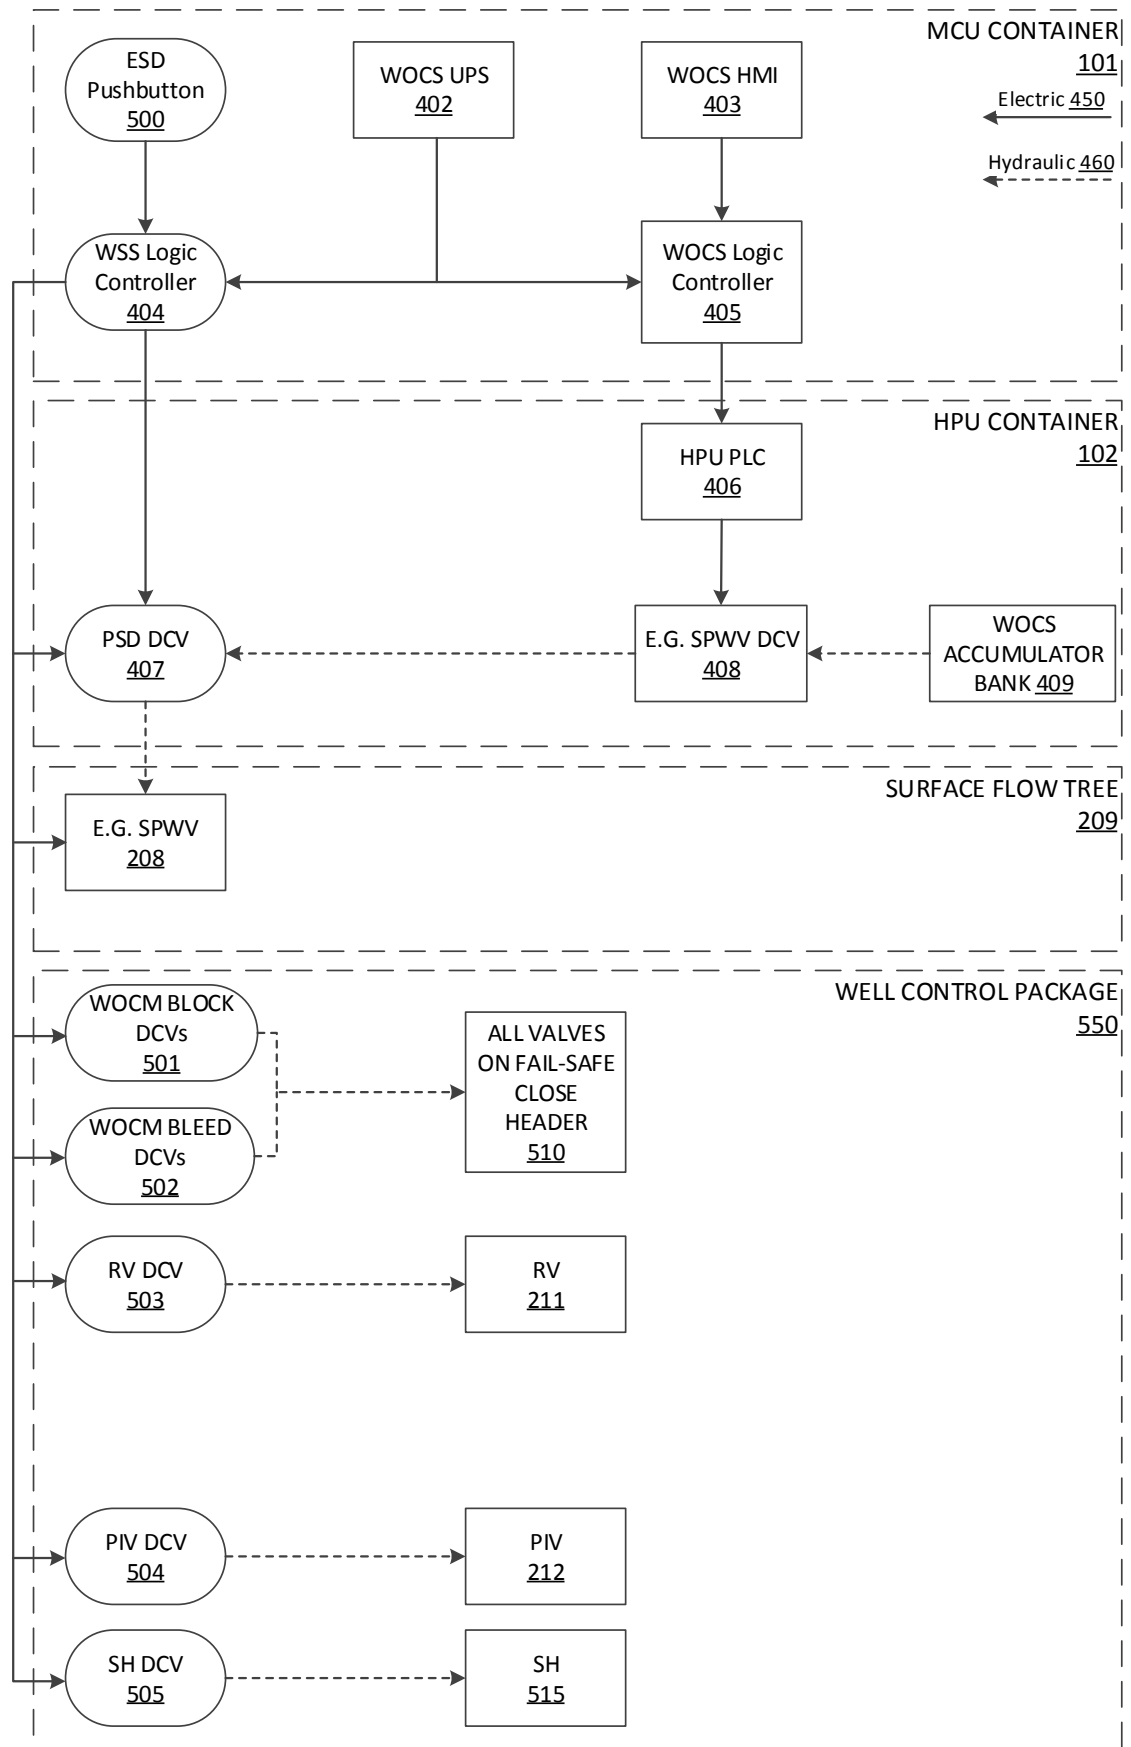 MCU CONTAINER
101
Electric 450
Hydraulic 460
ESD
Pushbutton
500
WOCS UPS
402
WOCS HMI
403
WSS Logic
Controller
404
WOCS Logic
Controller
405
HPU CONTAINER
102
HPU PLC
406
PSD DCV
407
E.G. SPWV DCV
408
WOCS
ACCUMULATOR
BANK 409
SURFACE FLOW TREE
209
E.G. SPWV
208
WELL CONTROL PACKAGE
550
WOCM BLOCK
DCVs
501
WOCM BLEED
DCVs
502
ALL VALVES
ON FAIL-SAFE
CLOSE
HEADER
510
RV DCV
503
RV
211
PIV DCV
504
PIV
212
SH DCV
505
SH
515